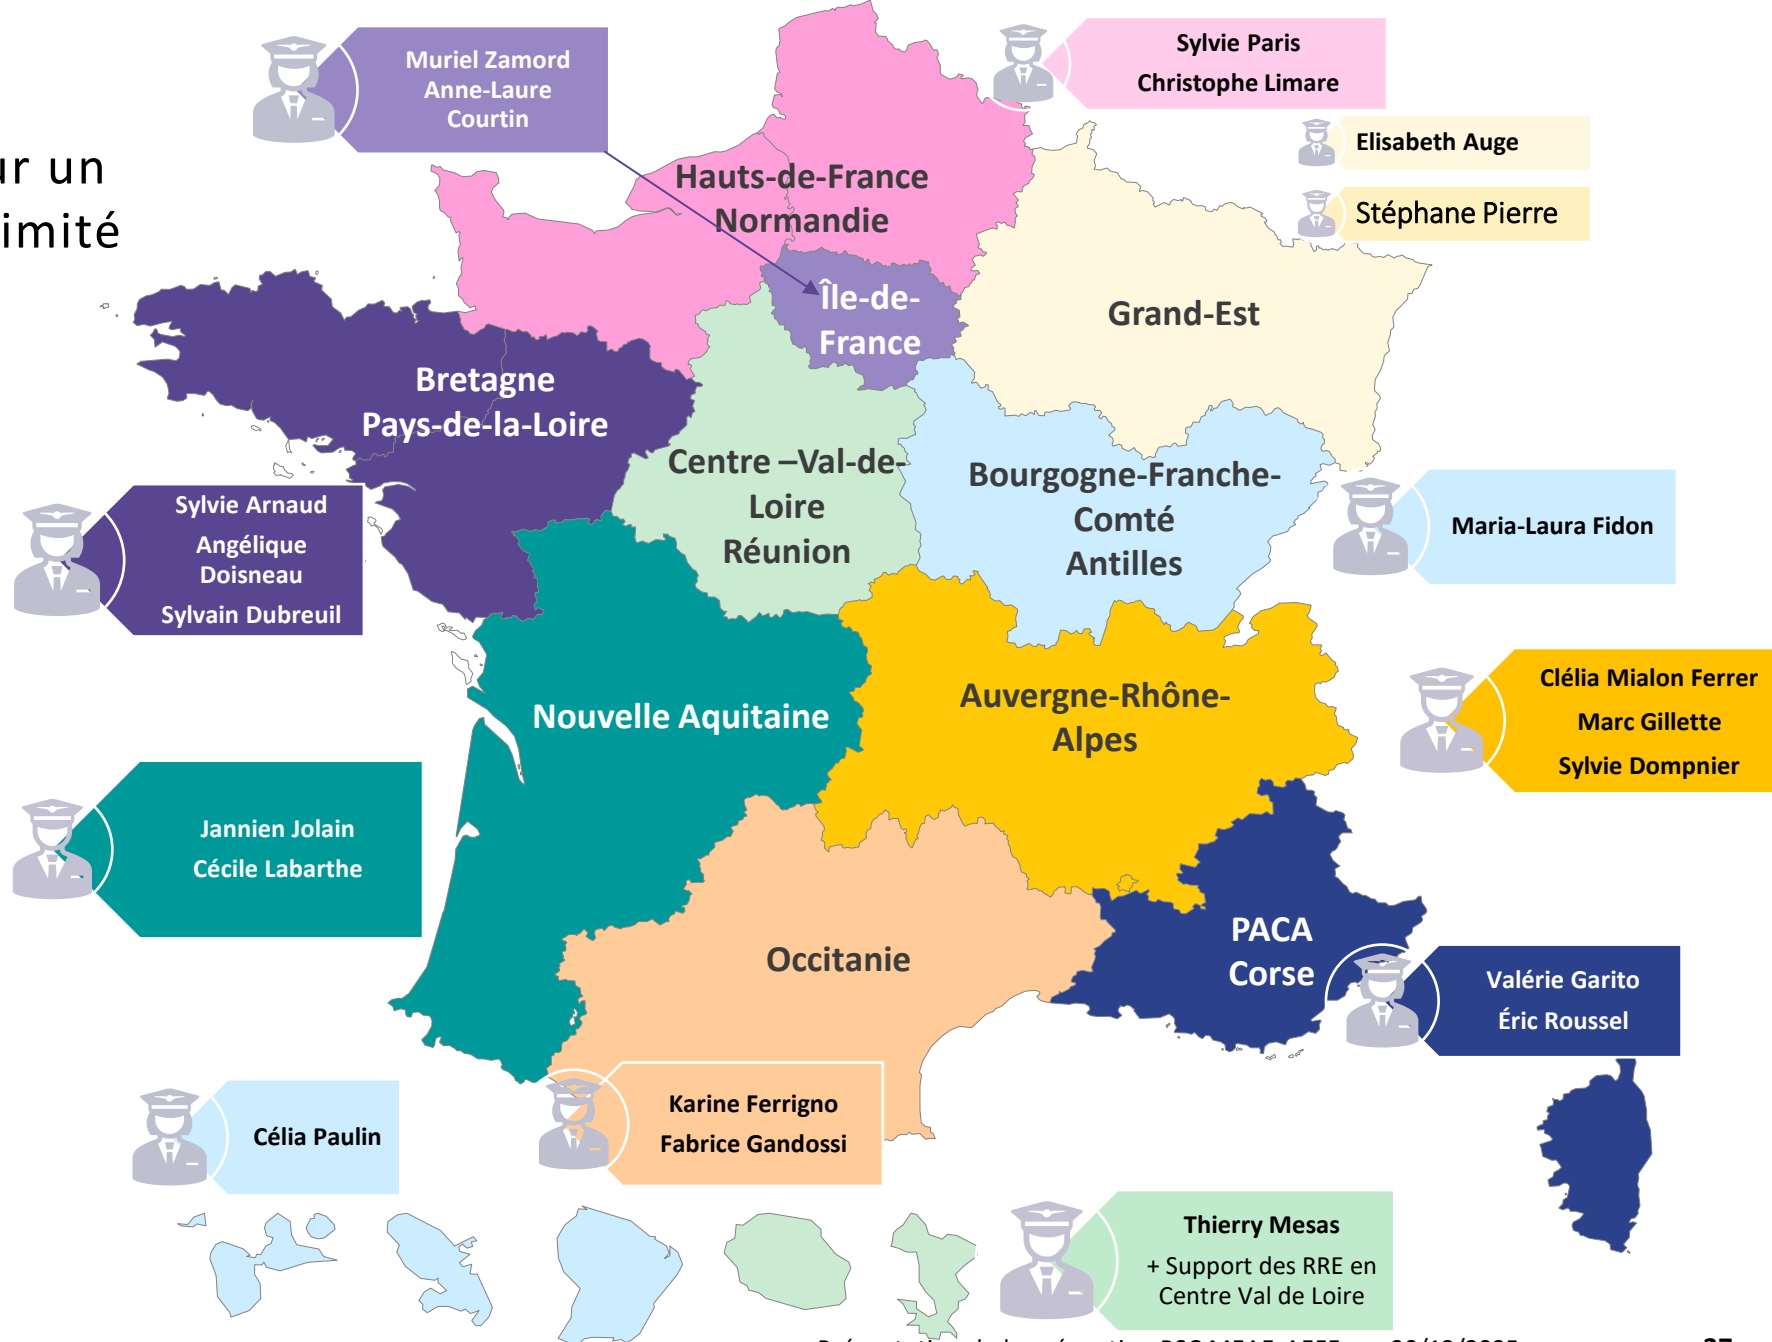 Muriel Zamord
Anne-Laure
Courtin
Sylvie Paris
Christophe Limare
Elisabeth Auge
Stéphane Pierre
ur un
imité
Hauts-de-France
Normandie
Île-de-
France
Grand-Est
Bretagne
Pays-de-la-Loire
Centre –Val-de-
Loire
Réunion
Bourgogne-Franche-
Comté
Antilles
Sylvie Arnaud
Angélique
Doisneau
Sylvain Dubreuil
Maria-Laura Fidon
Nouvelle Aquitaine
Auvergne-Rhône-
Alpes
Clélia Mialon Ferrer
Marc Gillette
Sylvie Dompnier
Jannien Jolain
Cécile Labarthe
Occitanie
PACA
Corse
Valérie Garito
Éric Roussel
Célia Paulin
Karine Ferrigno
Fabrice Gandossi
Thierry Mesas
+ Support des RRE en
Centre Val de Loire